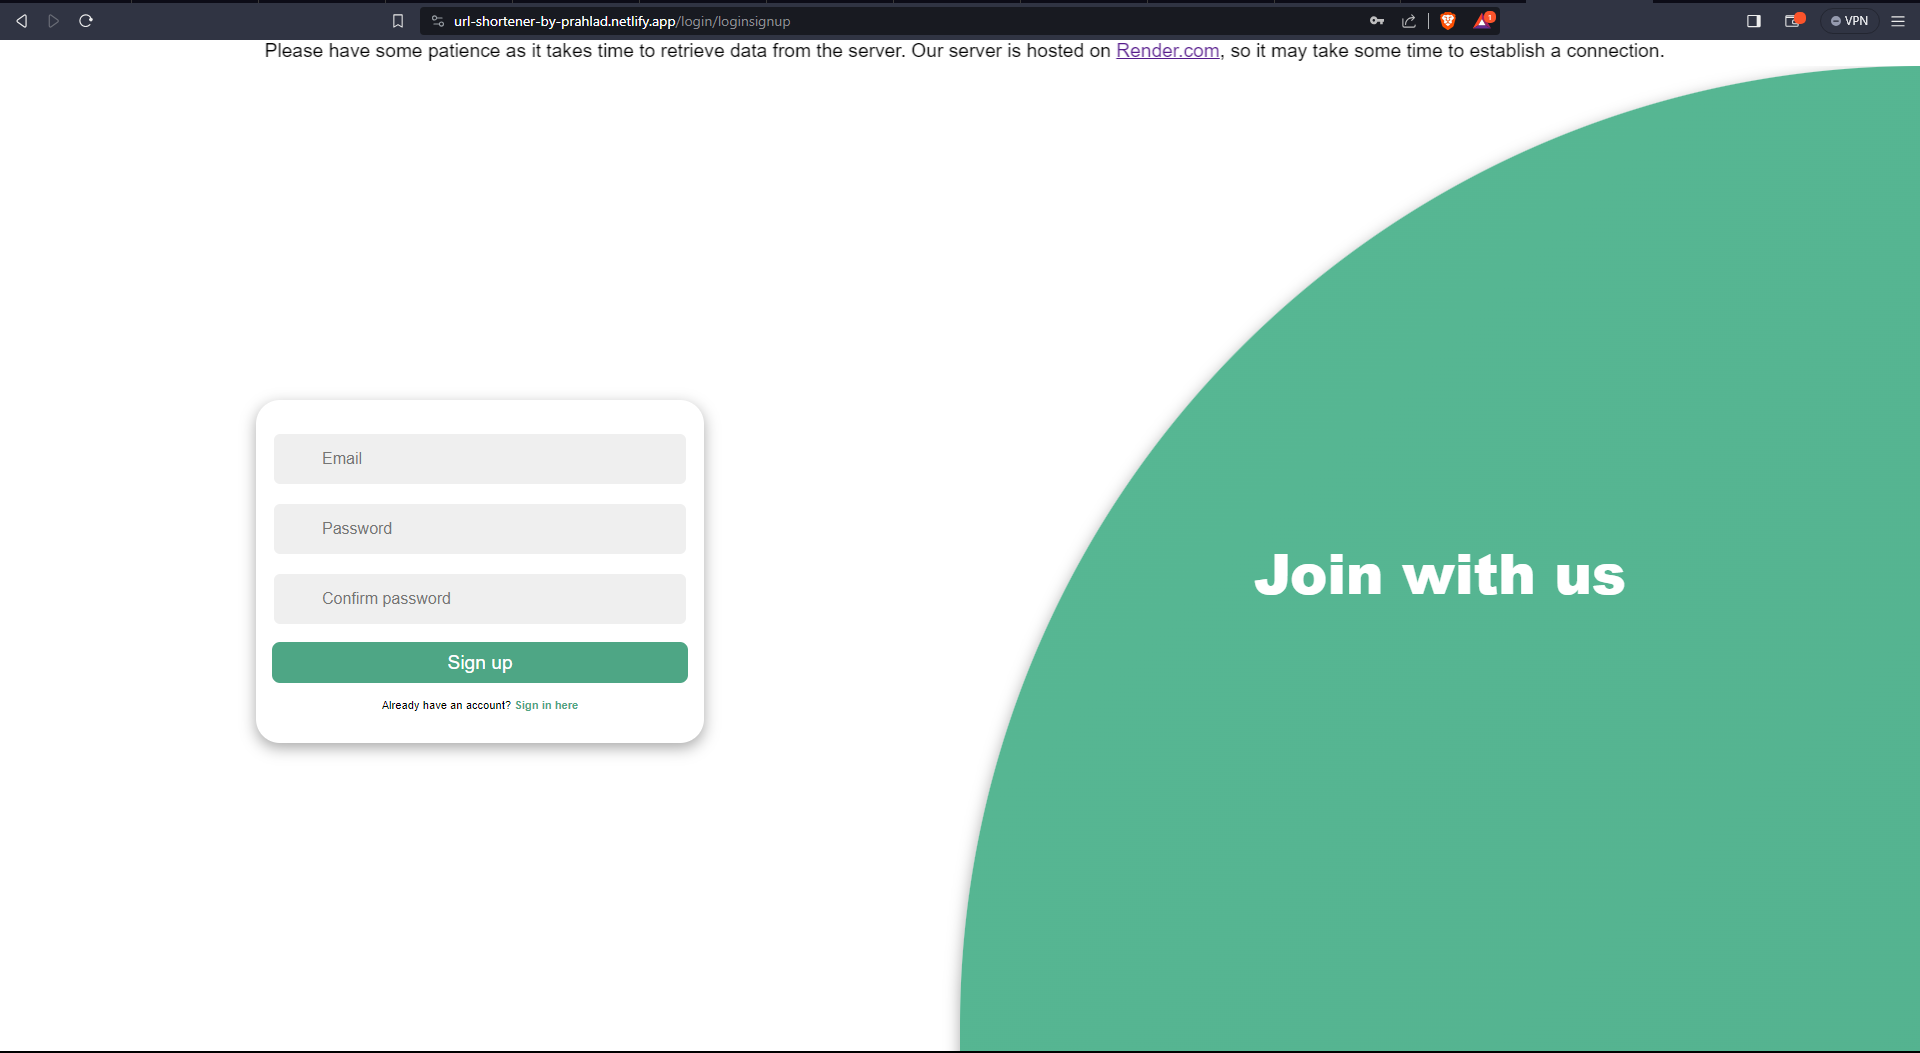 url-shortener-by-prahlad.netlify.app/login/loginsignup
1
VPN
Please have some patience as it takes time to retrieve data from the server. Our server is hosted on Render.com, so it may take some time to establish a connection.
Email
Password
Confirm password
Sign up
Already have an account? Sign in here
Join with us